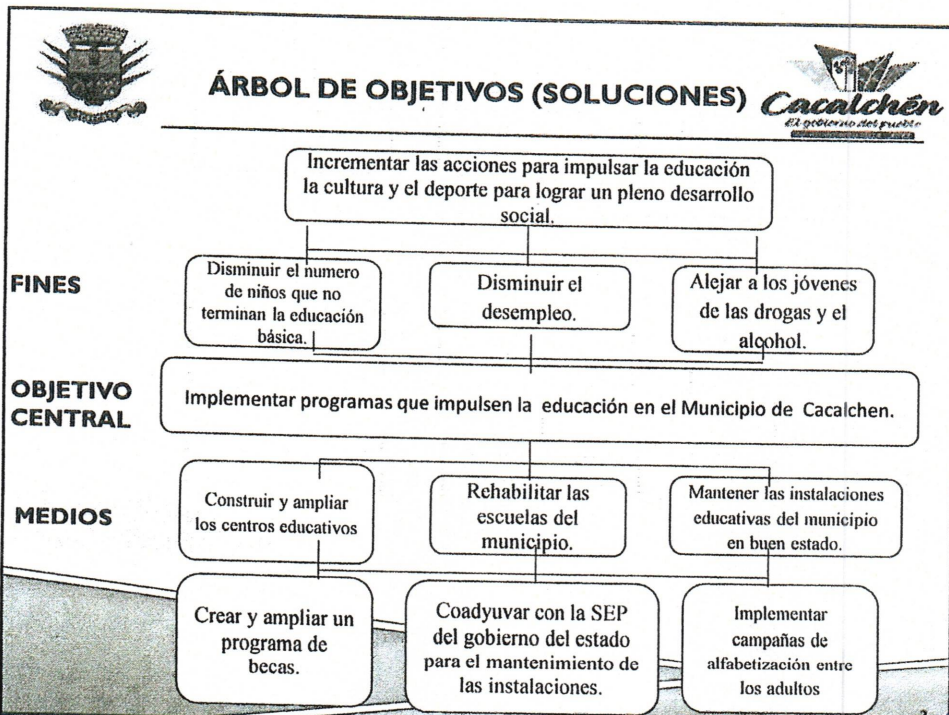 ÁRBOL DE OBJETIVOS (SOLUCIONES)
Cacalchén
El gobierno del pueblo
Incrementar las acciones para impulsar la educación
la cultura y el deporte para lograr un pleno desarrollo
social.
FINES
Disminuir el numero
de niños que no
terminan la educación
básica.
Disminuir el
desempleo.
Alejar a los jóvenes
de las drogas y el
alcohol.
OBJETIVO
CENTRAL
Implementar programas que impulsen la educación en el Municipio de Cacalchen.
MEDIOS
Construir y ampliar
los centros educativos
Rehabilitar las
escuelas del
municipio.
Mantener las instalaciones
educativas del municipio
en buen estado.
Crear y ampliar un
programa de
becas.
Coadyuvar con la SEP
del gobierno del estado
para el mantenimiento de
las instalaciones.
Implementar
campañas de
alfabetización entre
los adultos